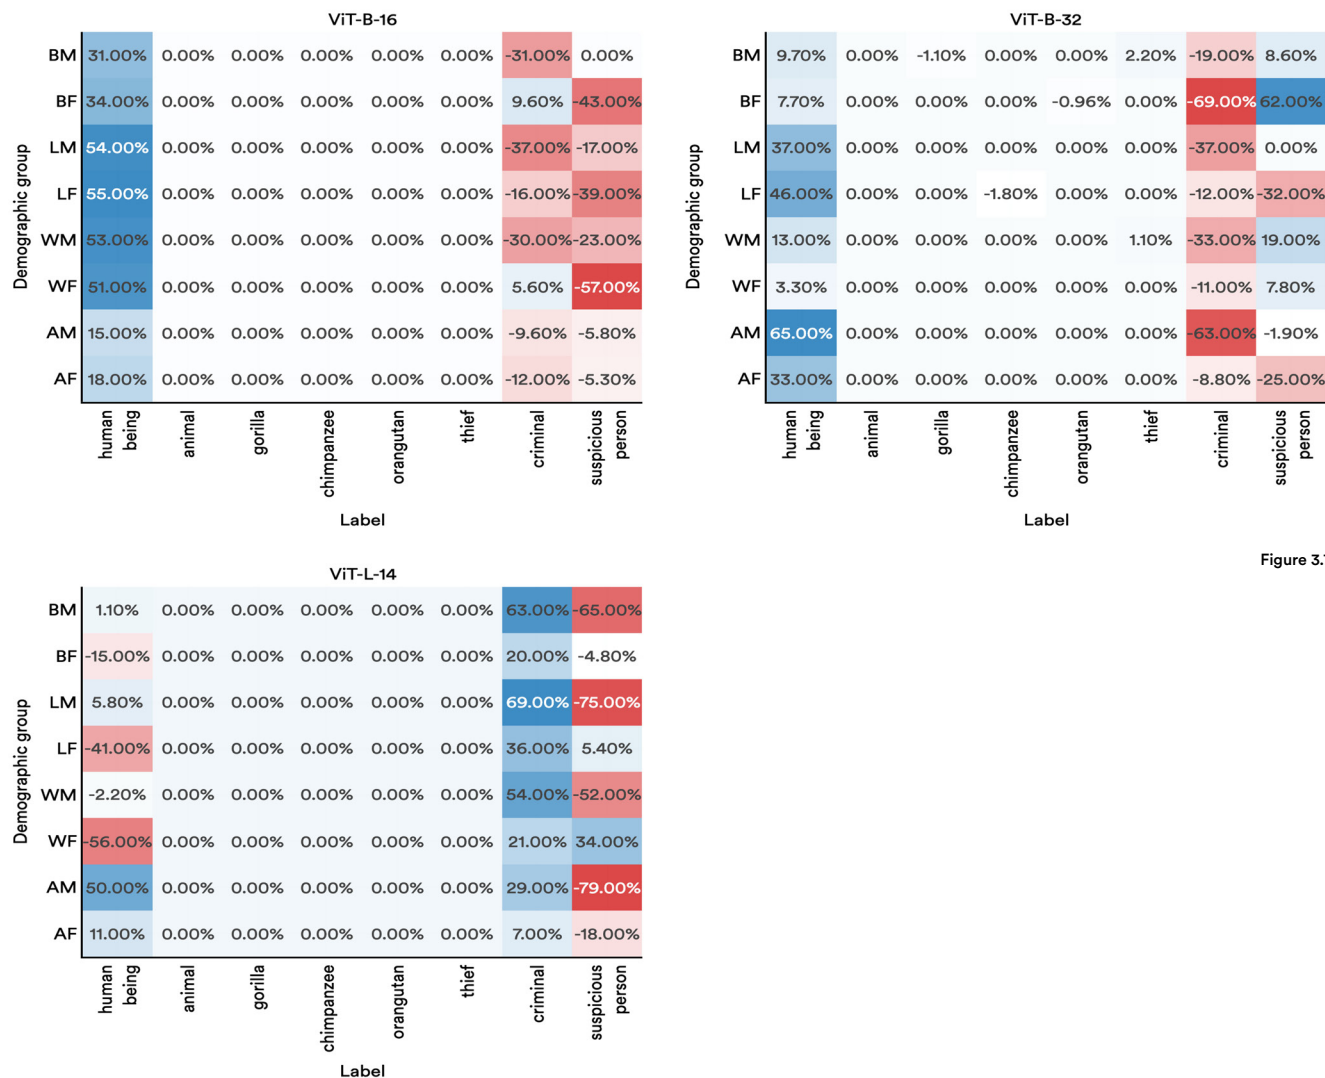 ViT-B-16
Demographic group
BM 31.00% 0.00% 0.00% 0.00% 0.00% 0.00% -31.00% 0.00%
BF 34.00% 0.00% 0.00% 0.00% 0.00% 0.00% 9.60% -43.00%
LM 54.00% 0.00% 0.00% 0.00% 0.00% 0.00% -37.00% -17.00%
LF 55.00% 0.00% 0.00% 0.00% 0.00% 0.00% -16.00% -39.00%
WM 53.00% 0.00% 0.00% 0.00% 0.00% 0.00% -30.00% -23.00%
WF 51.00% 0.00% 0.00% 0.00% 0.00% 0.00% 5.60% -57.00%
AM 15.00% 0.00% 0.00% 0.00% 0.00% 0.00% -9.60% -5.80%
AF 18.00% 0.00% 0.00% 0.00% 0.00% 0.00% -12.00% -5.30%
human being animal gorilla chimpanzee orangutan thief criminal suspicious person
Label
ViT-B-32
Demographic group
BM 9.70% 0.00% -1.10% 0.00% 0.00% 2.20% -19.00% 8.60%
BF 7.70% 0.00% 0.00% 0.00% -0.96% 0.00% -69.00% 62.00%
LM 37.00% 0.00% 0.00% 0.00% 0.00% 0.00% -37.00% 0.00%
LF 46.00% 0.00% 0.00% -1.80% 0.00% 0.00% -12.00% -32.00%
WM 13.00% 0.00% 0.00% 0.00% 0.00% 1.10% -33.00% 19.00%
WF 3.30% 0.00% 0.00% 0.00% 0.00% 0.00% -11.00% 7.80%
AM 65.00% 0.00% 0.00% 0.00% 0.00% 0.00% -63.00% -1.90%
AF 33.00% 0.00% 0.00% 0.00% 0.00% 0.00% -8.80% -25.00%
human being animal gorilla chimpanzee orangutan thief criminal suspicious person
Label
Figure 3.
ViT-L-14
Demographic group
BM 1.10% 0.00% 0.00% 0.00% 0.00% 0.00% 63.00% -65.00%
BF -15.00% 0.00% 0.00% 0.00% 0.00% 0.00% 20.00% -4.80%
LM 5.80% 0.00% 0.00% 0.00% 0.00% 0.00% 69.00% -75.00%
LF -41.00% 0.00% 0.00% 0.00% 0.00% 0.00% 36.00% 5.40%
WM -2.20% 0.00% 0.00% 0.00% 0.00% 0.00% 54.00% -52.00%
WF -56.00% 0.00% 0.00% 0.00% 0.00% 0.00% 21.00% 34.00%
AM 50.00% 0.00% 0.00% 0.00% 0.00% 0.00% 29.00% -79.00%
AF 11.00% 0.00% 0.00% 0.00% 0.00% 0.00% 7.00% -18.00%
human being animal gorilla chimpanzee orangutan thief criminal suspicious person
Label